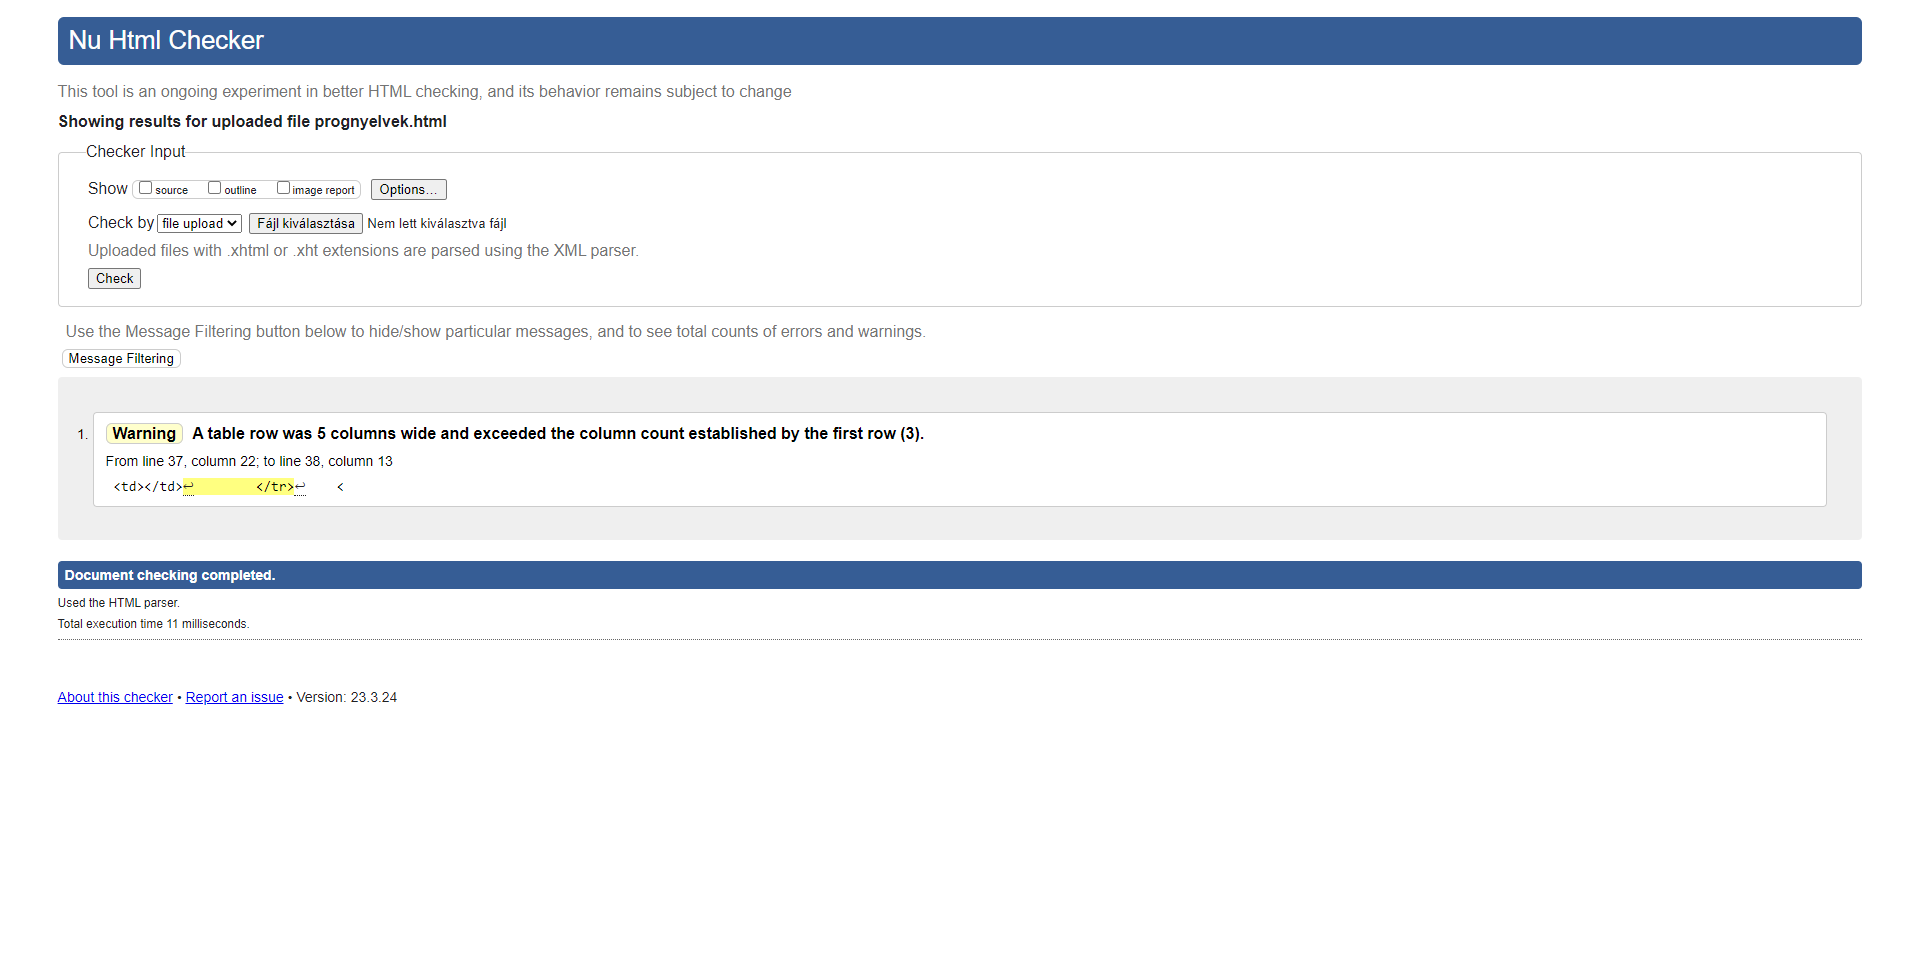 Nu Html Checker
This tool is an ongoing experiment in better HTML checking, and its behavior remains subject to change
Showing results for uploaded file prognyelvek.html
Checker Input
Show source outline image report Options...
Check by file upload Fájl kiválasztása Nem lett kiválasztva fájl
Uploaded files with .xhtml or .xht extensions are parsed using the XML parser.
Check
Use the Message Filtering button below to hide/show particular messages, and to see total counts of errors and warnings.
Message Filtering
1. Warning A table row was 5 columns wide and exceeded the column count established by the first row (3).
From line 37, column 22; to line 38, column 13
<td></td>↩ </tr>↩ <
Document checking completed.
Used the HTML parser.
Total execution time 11 milliseconds.
About this checker • Report an issue • Version: 23.3.24